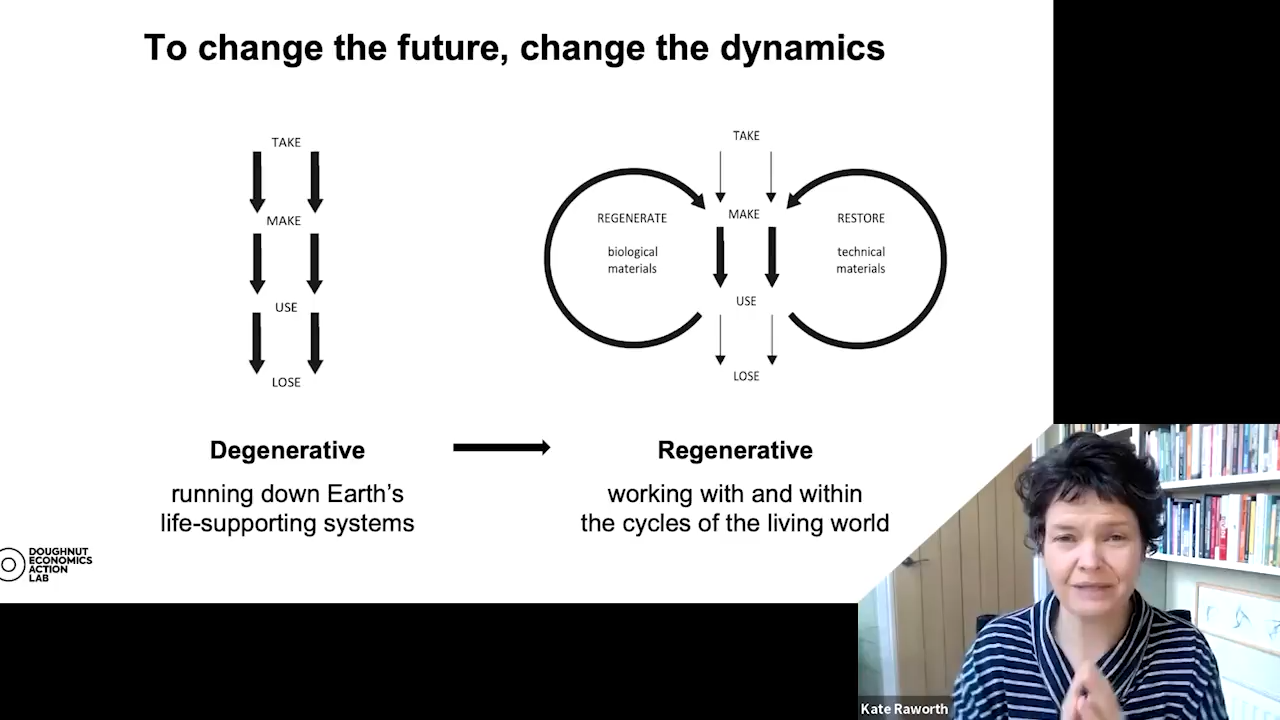 To change the future, change the dynamics
TAKE
MAKE
USE
LOSE
TAKE
REGENERATE
MAKE
RESTORE
biological
materials
technical
materials
USE
LOSE
Degenerative
Regenerative
running down Earth’s
life-supporting systems
working with and within
the cycles of the living world
DOUGHNUT
ECONOMICS
ACTION
LAB
Kate Raworth